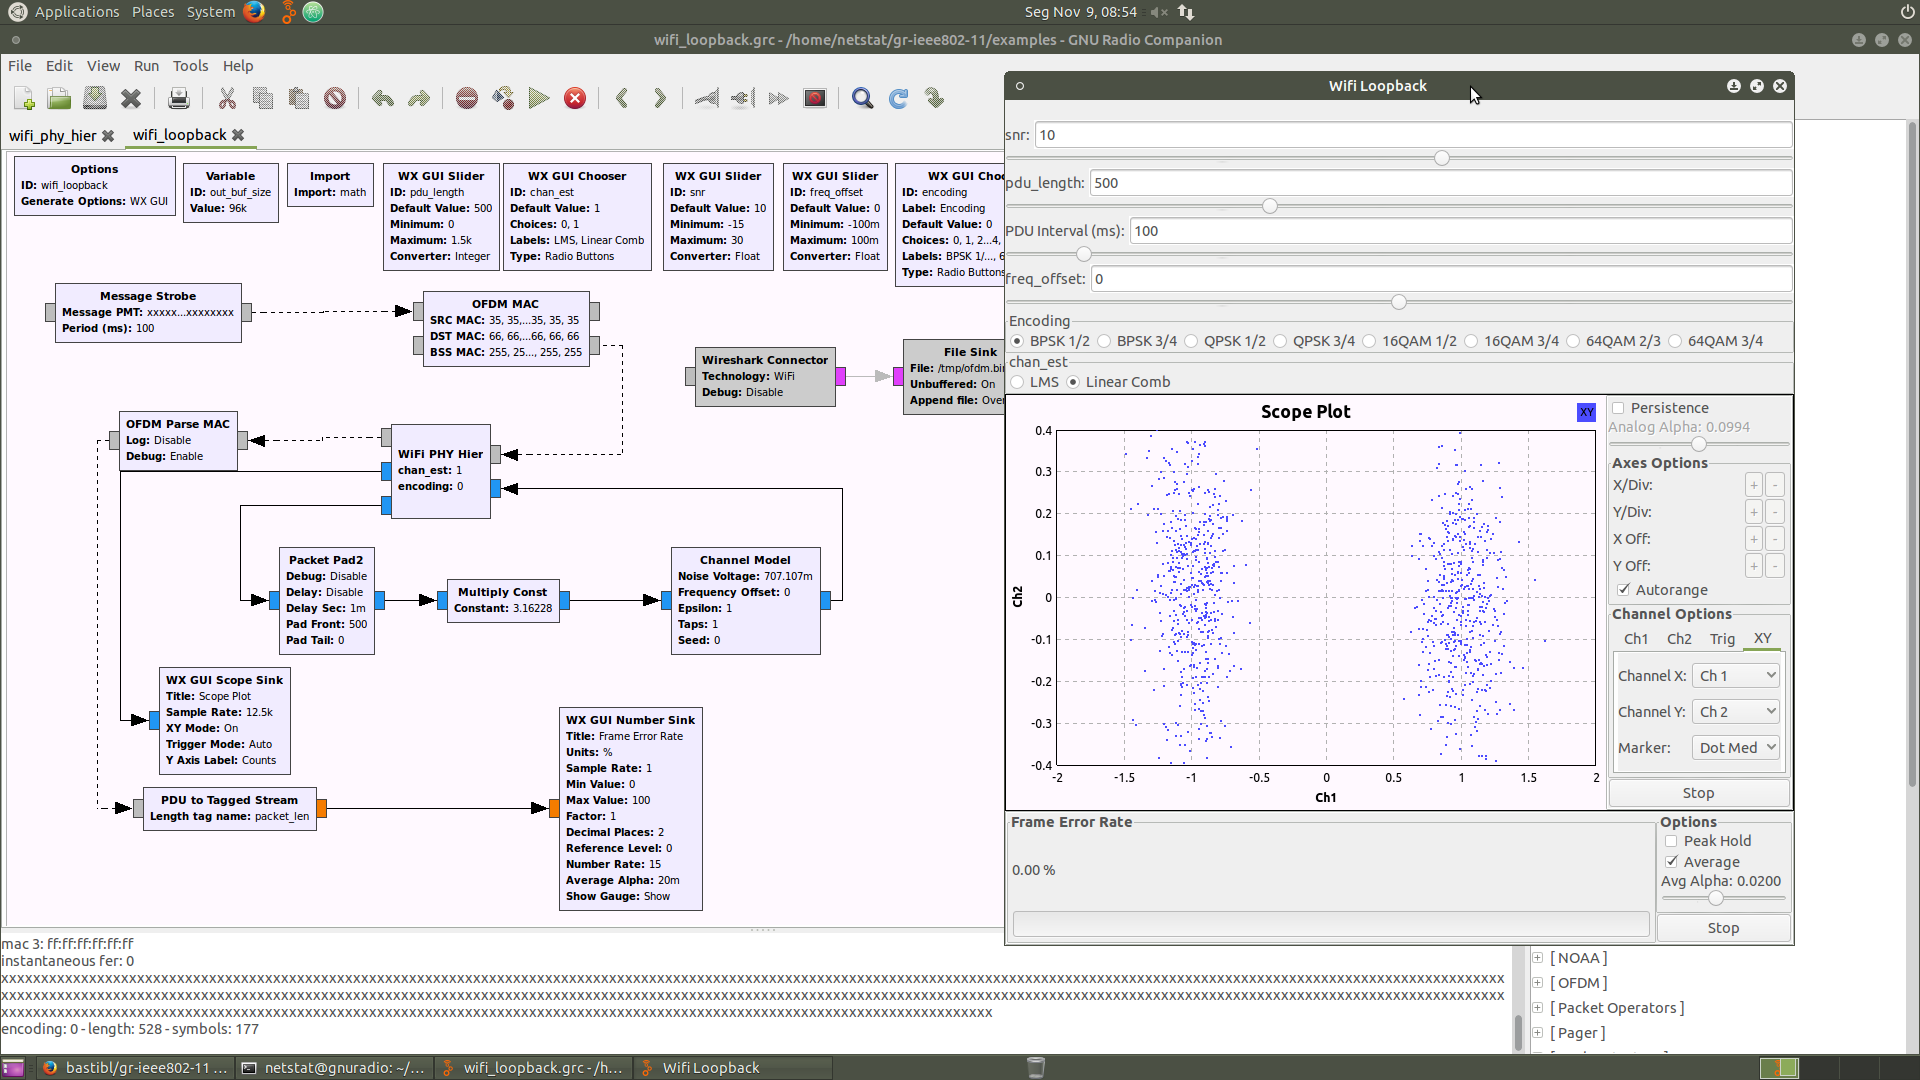 Applications Places System
Seg Nov 9, 08:54
wifi_loopback.grc - /home/netstat/gr-ieee802-11/examples - GNU Radio Companion
File Edit View Run Tools Help
wifi_phy_hier wifi_loopback
Options
ID: wifi_loopback
Generate Options: WX GUI
Variable
ID: out_buf_size
Value: 96k
Import
Import: math
WX GUI Slider
ID: pdu_length
Default Value: 500
Minimum: 0
Maximum: 1.5k
Converter: Integer
WX GUI Chooser
ID: chan_est
Default Value: 1
Choices: 0, 1
Labels: LMS, Linear Comb
Type: Radio Buttons
WX GUI Slider
ID: snr
Default Value: 10
Minimum: -15
Maximum: 30
Converter: Float
WX GUI Slider
ID: freq_offset
Default Value: 0
Minimum: -100m
Maximum: 100m
Converter: Float
WX GUI Choo
ID: encoding
Label: Encoding
Default Value: 0
Choices: 0, 1, 2...4,
Labels: BPSK 1/..., 6
Type: Radio Buttons
Message Strobe
Message PMT: xxxxx...xxxxxxxx
Period (ms): 100
OFDM MAC
SRC MAC: 35, 35,...35, 35, 35
DST MAC: 66, 66,...66, 66, 66
BSS MAC: 255, 25..., 255, 255
Wireshark Connector
Technology: WiFi
Debug: Disable
File Sink
File: /tmp/ofdm.bin
Unbuffered: On
Append file: Over
OFDM Parse MAC
Log: Disable
Debug: Enable
WiFi PHY Hier
chan_est: 1
encoding: 0
Packet Pad2
Debug: Disable
Delay: Disable
Delay Sec: 1m
Pad Front: 500
Pad Tail: 0
Multiply Const
Constant: 3.16228
Channel Model
Noise Voltage: 707.107m
Frequency Offset: 0
Epsilon: 1
Taps: 1
Seed: 0
WX GUI Scope Sink
Title: Scope Plot
Sample Rate: 12.5k
XY Mode: On
Trigger Mode: Auto
Y Axis Label: Counts
WX GUI Number Sink
Title: Frame Error Rate
Units: %
Sample Rate: 1
Min Value: 0
Max Value: 100
Factor: 1
Decimal Places: 2
Reference Level: 0
Number Rate: 15
Average Alpha: 20m
Show Gauge: Show
PDU to Tagged Stream
Length tag name: packet_len
Wifi Loopback
snr: 10
pdu_length: 500
PDU Interval (ms): 100
freq_offset: 0
Encoding
BPSK 1/2 BPSK 3/4 QPSK 1/2 QPSK 3/4 16QAM 1/2 16QAM 3/4 64QAM 2/3 64QAM 3/4
chan_est
LMS Linear Comb
Scope Plot
XY
0.4
0.3
0.2
0.1
0
-0.1
-0.2
-0.3
-0.4
Ch2
-2 -1.5 -1 -0.5 0 0.5 1 1.5 2
Ch1
Persistence
Analog Alpha: 0.0994
Axes Options
X/Div: + -
Y/Div: + -
X Off: + -
Y Off: + -
Autorange
Channel Options
Ch1 Ch2 Trig XY
Channel X: Ch 1
Channel Y: Ch 2
Marker: Dot Med
Stop
Frame Error Rate
0.00 %
Options
Peak Hold
Average
Avg Alpha: 0.0200
Stop
mac 3: ff:ff:ff:ff:ff:ff
instantaneous fer: 0
encoding: 0 - length: 528 - symbols: 177
[ NOAA ]
[ OFDM ]
[ Packet Operators ]
[ Pager ]
bastibl/gr-ieee802-11 ... netstat@gnuradio: ~/... wifi_loopback.grc - /h... Wifi Loopback